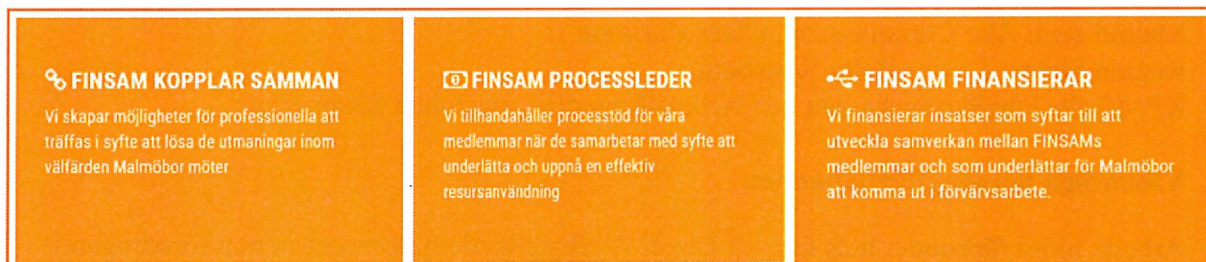 FINSAM KOPPLAR SAMMAN
Vi skapar möjligheter för professionella att
träffas i syfte att lösa de utmaningar inom
välfärden Malmöbor möter
FINSAM PROCESSLEDER
Vi tillhandahåller processtöd för våra
medlemmar när de samarbetar med syfte att
underlätta och uppnå en effektiv
resursanvändning
FINSAM FINANSIERAR
Vi finansierar insatser som syftar till att
utveckla samverkan mellan FINSAMs
medlemmar och som underlättar för Malmöbor
att komma ut i förvärvsarbete.